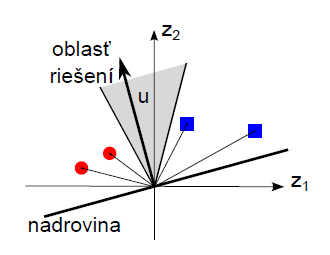 z2
oblasť
riešení
u
z1
nadrovina